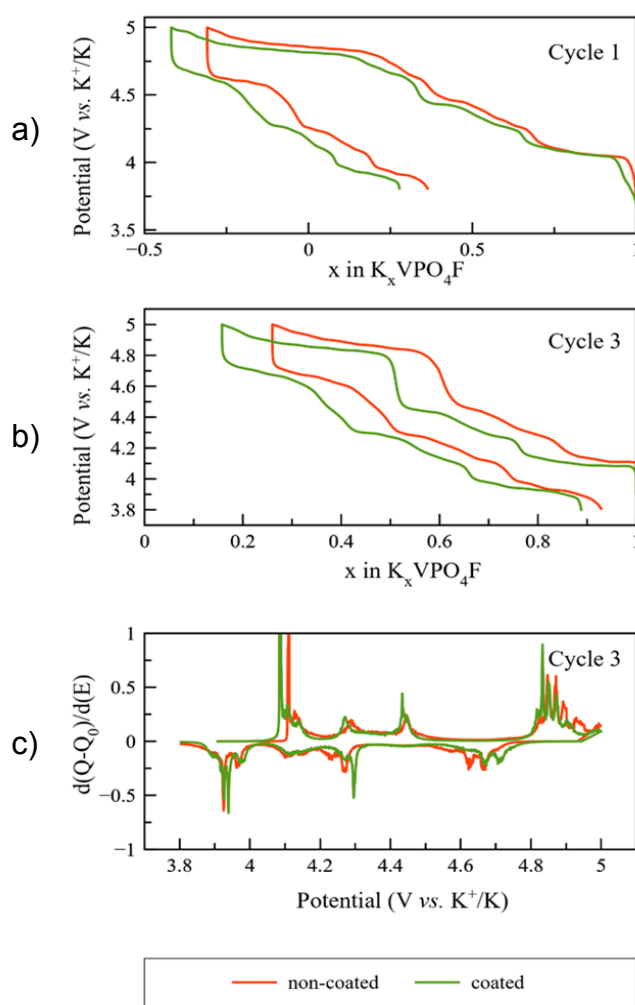 a)
Potential (V vs. K⁺/K)
5
4.5
4
3.5
Cycle 1
−0.5
0
0.5
1
x in KₓVPO₄F
b)
Potential (V vs. K⁺/K)
5
4.8
4.6
4.4
4.2
4
3.8
Cycle 3
0
0.2
0.4
0.6
0.8
1
x in KₓVPO₄F
c)
d(Q-Q₀)/d(E)
1
0.5
0
−0.5
−1
Cycle 3
3.8
4
4.2
4.4
4.6
4.8
5
Potential (V vs. K⁺/K)
non-coated
coated